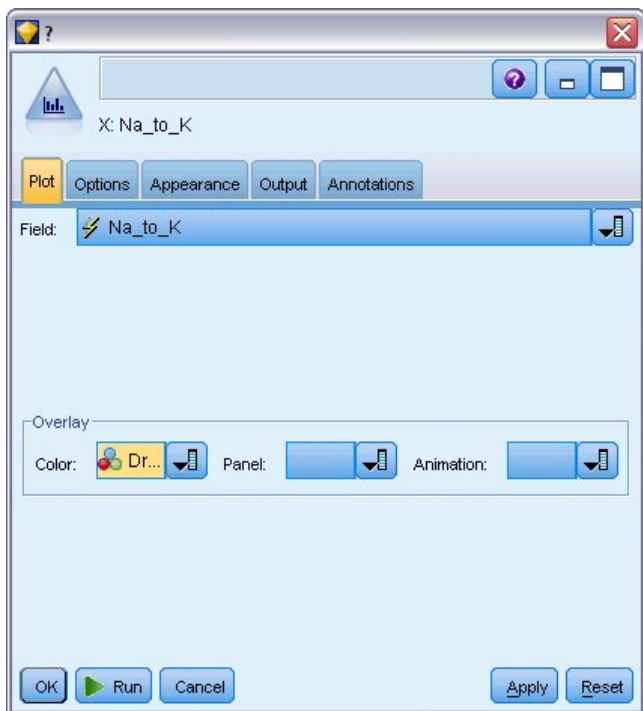 ?
X: Na_to_K
Plot Options Appearance Output Annotations
Field: Na_to_K
Overlay
Color: Dr... Panel: Animation:
OK Run Cancel Apply Reset